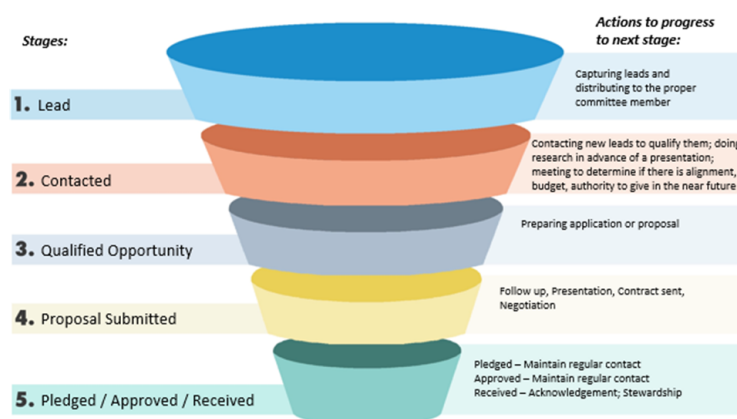 Stages:
Actions to progress
to next stage:
1. Lead
Capturing leads and
distributing to the proper
committee member
2. Contacted
Contacting new leads to qualify them; doing
research in advance of a presentation;
meeting to determine if there is alignment,
budget, authority to give in the near future
3. Qualified Opportunity
Preparing application or proposal
4. Proposal Submitted
Follow up, Presentation, Contract sent,
Negotiation
5. Pledged / Approved / Received
Pledged – Maintain regular contact
Approved – Maintain regular contact
Received – Acknowledgement; Stewardship